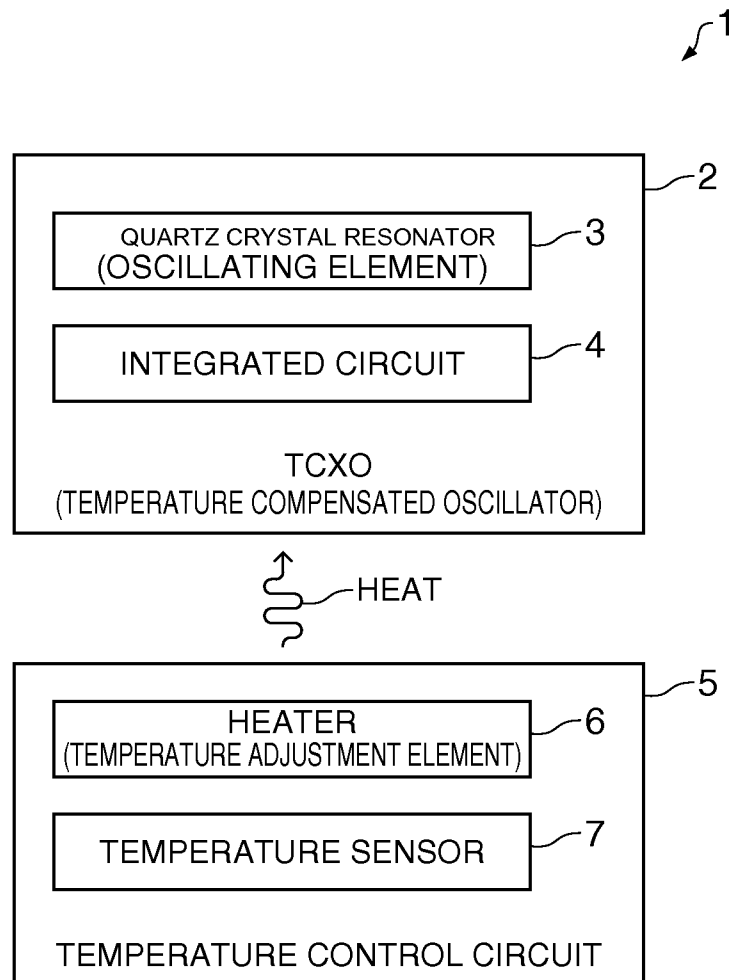 1
2
QUARTZ CRYSTAL RESONATOR
(OSCILLATING ELEMENT)
3
INTEGRATED CIRCUIT
4
TCXO
(TEMPERATURE COMPENSATED OSCILLATOR)
HEAT
5
HEATER
(TEMPERATURE ADJUSTMENT ELEMENT)
6
TEMPERATURE SENSOR
7
TEMPERATURE CONTROL CIRCUIT